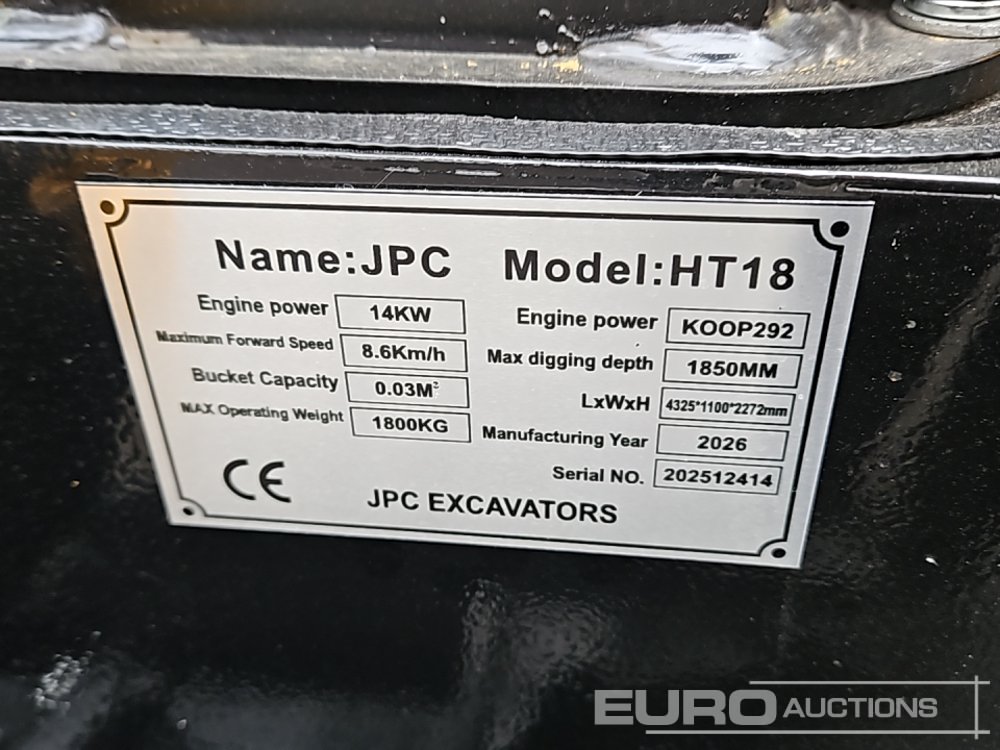 Name:JPC Model:HT18
Engine power 14KW Engine power KOOP292
Maximum Forward Speed 8.6Km/h Max digging depth 1850MM
Bucket Capacity 0.03M³ LxWxH 4325*1100*2272mm
MAX Operating Weight 1800KG Manufacturing Year 2026
Serial NO. 202512414
CE JPC EXCAVATORS
EURO AUCTIONS